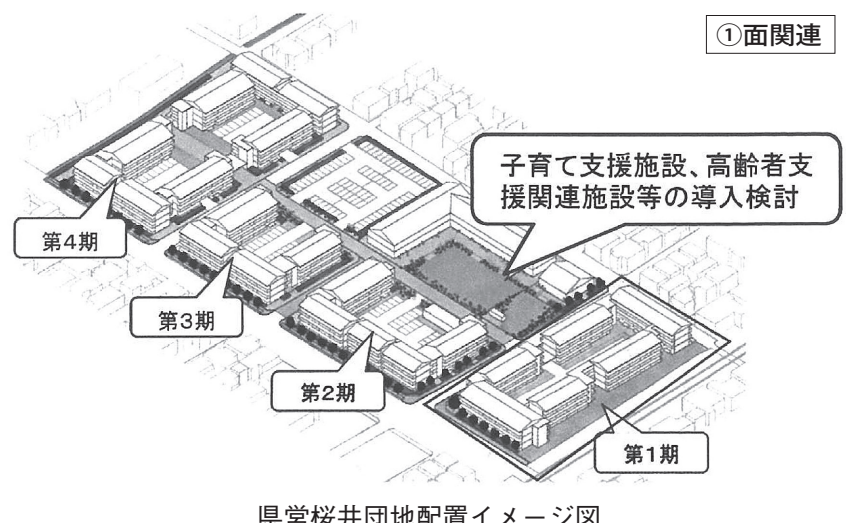 ①面関連
子育て支援施設、高齢者支
援関連施設等の導入検討
第4期
第3期
第2期
第1期
県営桜井団地配置イメージ図